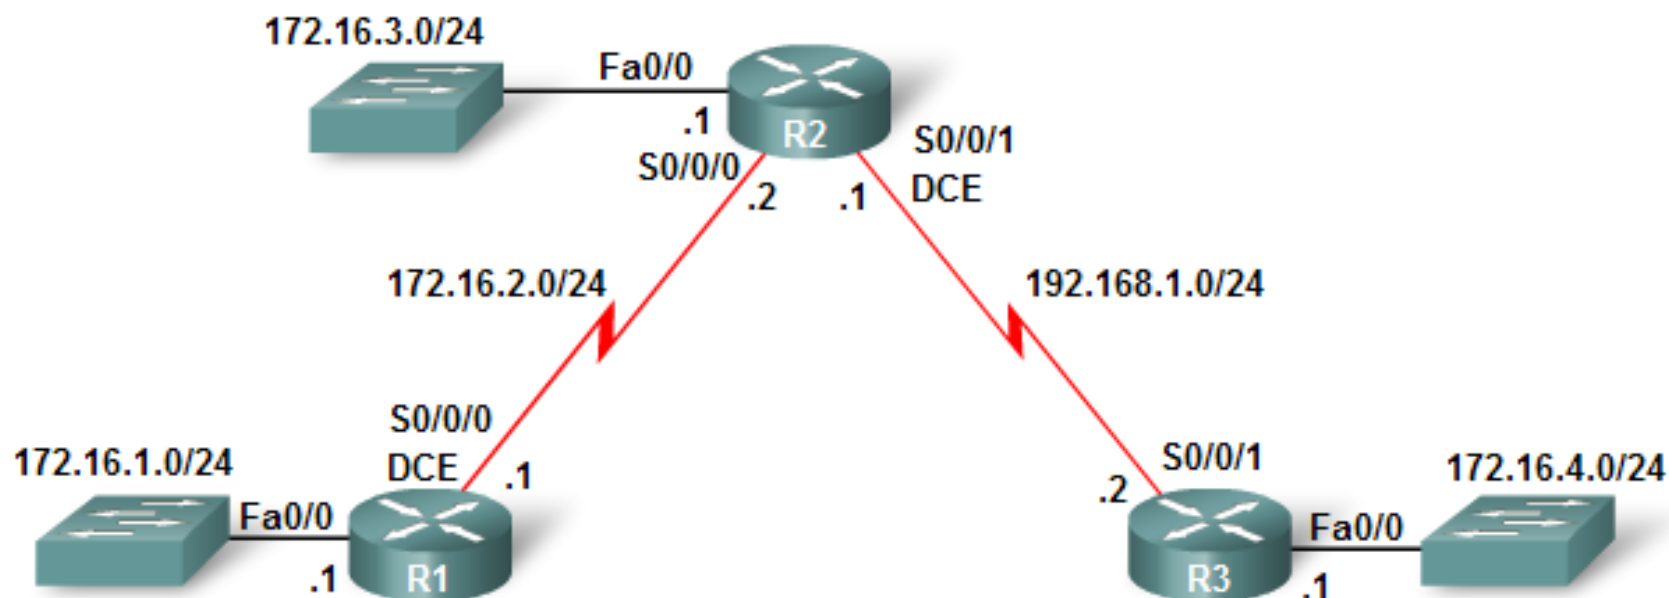 172.16.3.0/24
Fa0/0
.1
R2
S0/0/0
.2
.1
S0/0/1
DCE
172.16.2.0/24
192.168.1.0/24
S0/0/0
DCE
.1
172.16.1.0/24
Fa0/0
.1
R1
S0/0/1
.2
172.16.4.0/24
Fa0/0
R3
.1